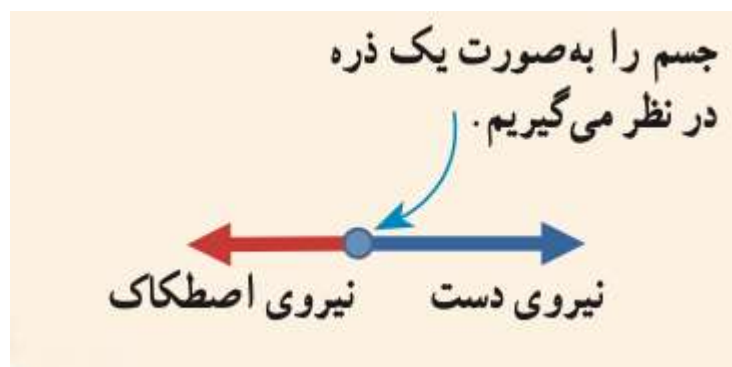 جسم را به‌صورت یک ذره
در نظر می‌گیریم.
نیروی اصطکاک نیروی دست